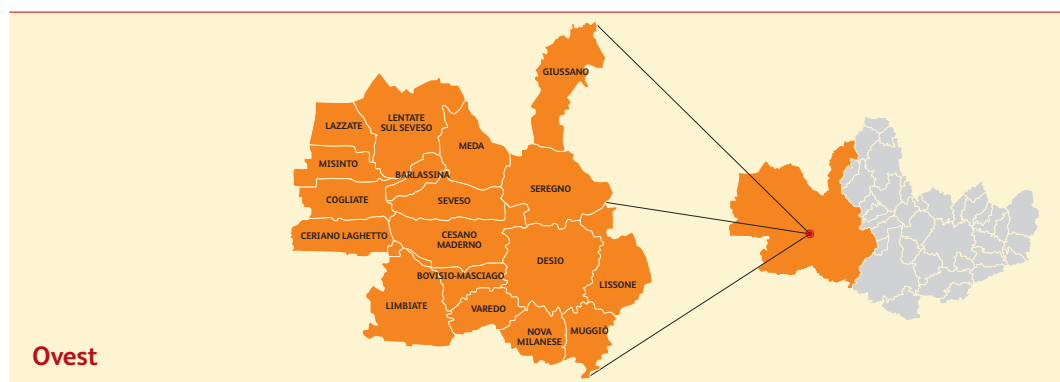 GIUSSANO
LENTATE
SUL SEVESO
LAZZATE
MEDA
MISINTO
BARLASSINA
SEREGNO
COGLIATE
SEVESO
CERIANO LAGHETTO
CESANO
MADERNO
DESIO
BOVISIO-MASCIAGO
LISSONE
LIMBIATE
VAREDO
NOVA
MILANESE
MUGGIÒ
Ovest